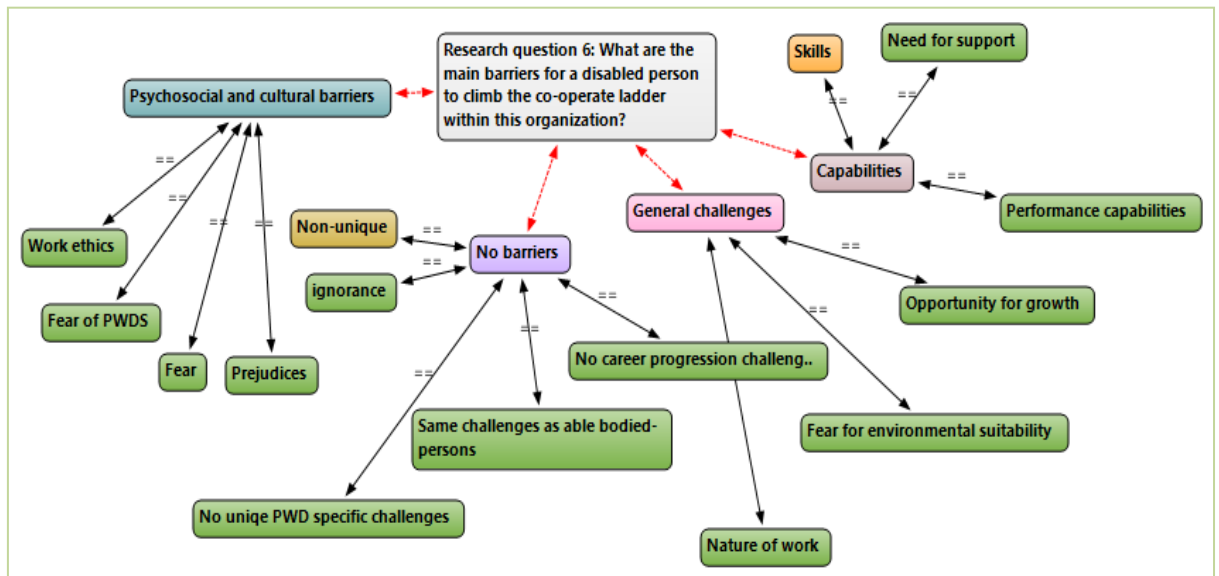 Research question 6: What are the
main barriers for a disabled person
to climb the co-operate ladder
within this organization?
Skills
Need for support
Psychosocial and cultural barriers
==
==
Capabilities
==
Performance capabilities
==
==
==
==
Work ethics
Fear of PWDS
Fear
Prejudices
Non-unique
==
No barriers
ignorance
==
General challenges
==
Opportunity for growth
==
==
No career progression challeng..
==
==
Same challenges as able bodied-
persons
Fear for environmental suitability
No uniqe PWD specific challenges
Nature of work